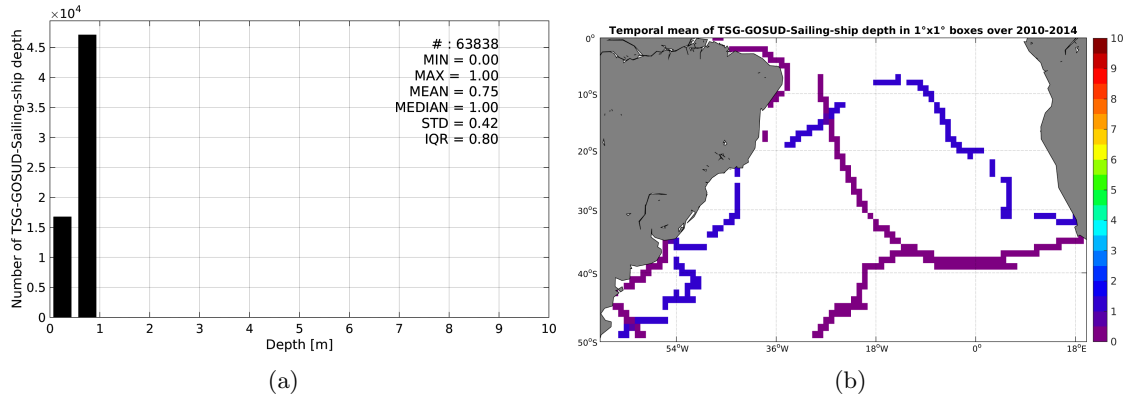 ×10⁴
4.5
4
3.5
3
2.5
2
1.5
1
0.5
0
Number of TSG-GOSUD-Sailing-ship depth
# : 63838
MIN = 0.00
MAX = 1.00
MEAN = 0.75
MEDIAN = 1.00
STD = 0.42
IQR = 0.80
0 1 2 3 4 5 6 7 8 9 10
Depth [m]
(a)
Temporal mean of TSG-GOSUD-Sailing-ship depth in 1°x1° boxes over 2010-2014
0°
10°S
20°S
30°S
40°S
50°S
54°W 36°W 18°W 0° 18°E
10
9
8
7
6
5
4
3
2
1
0
(b)